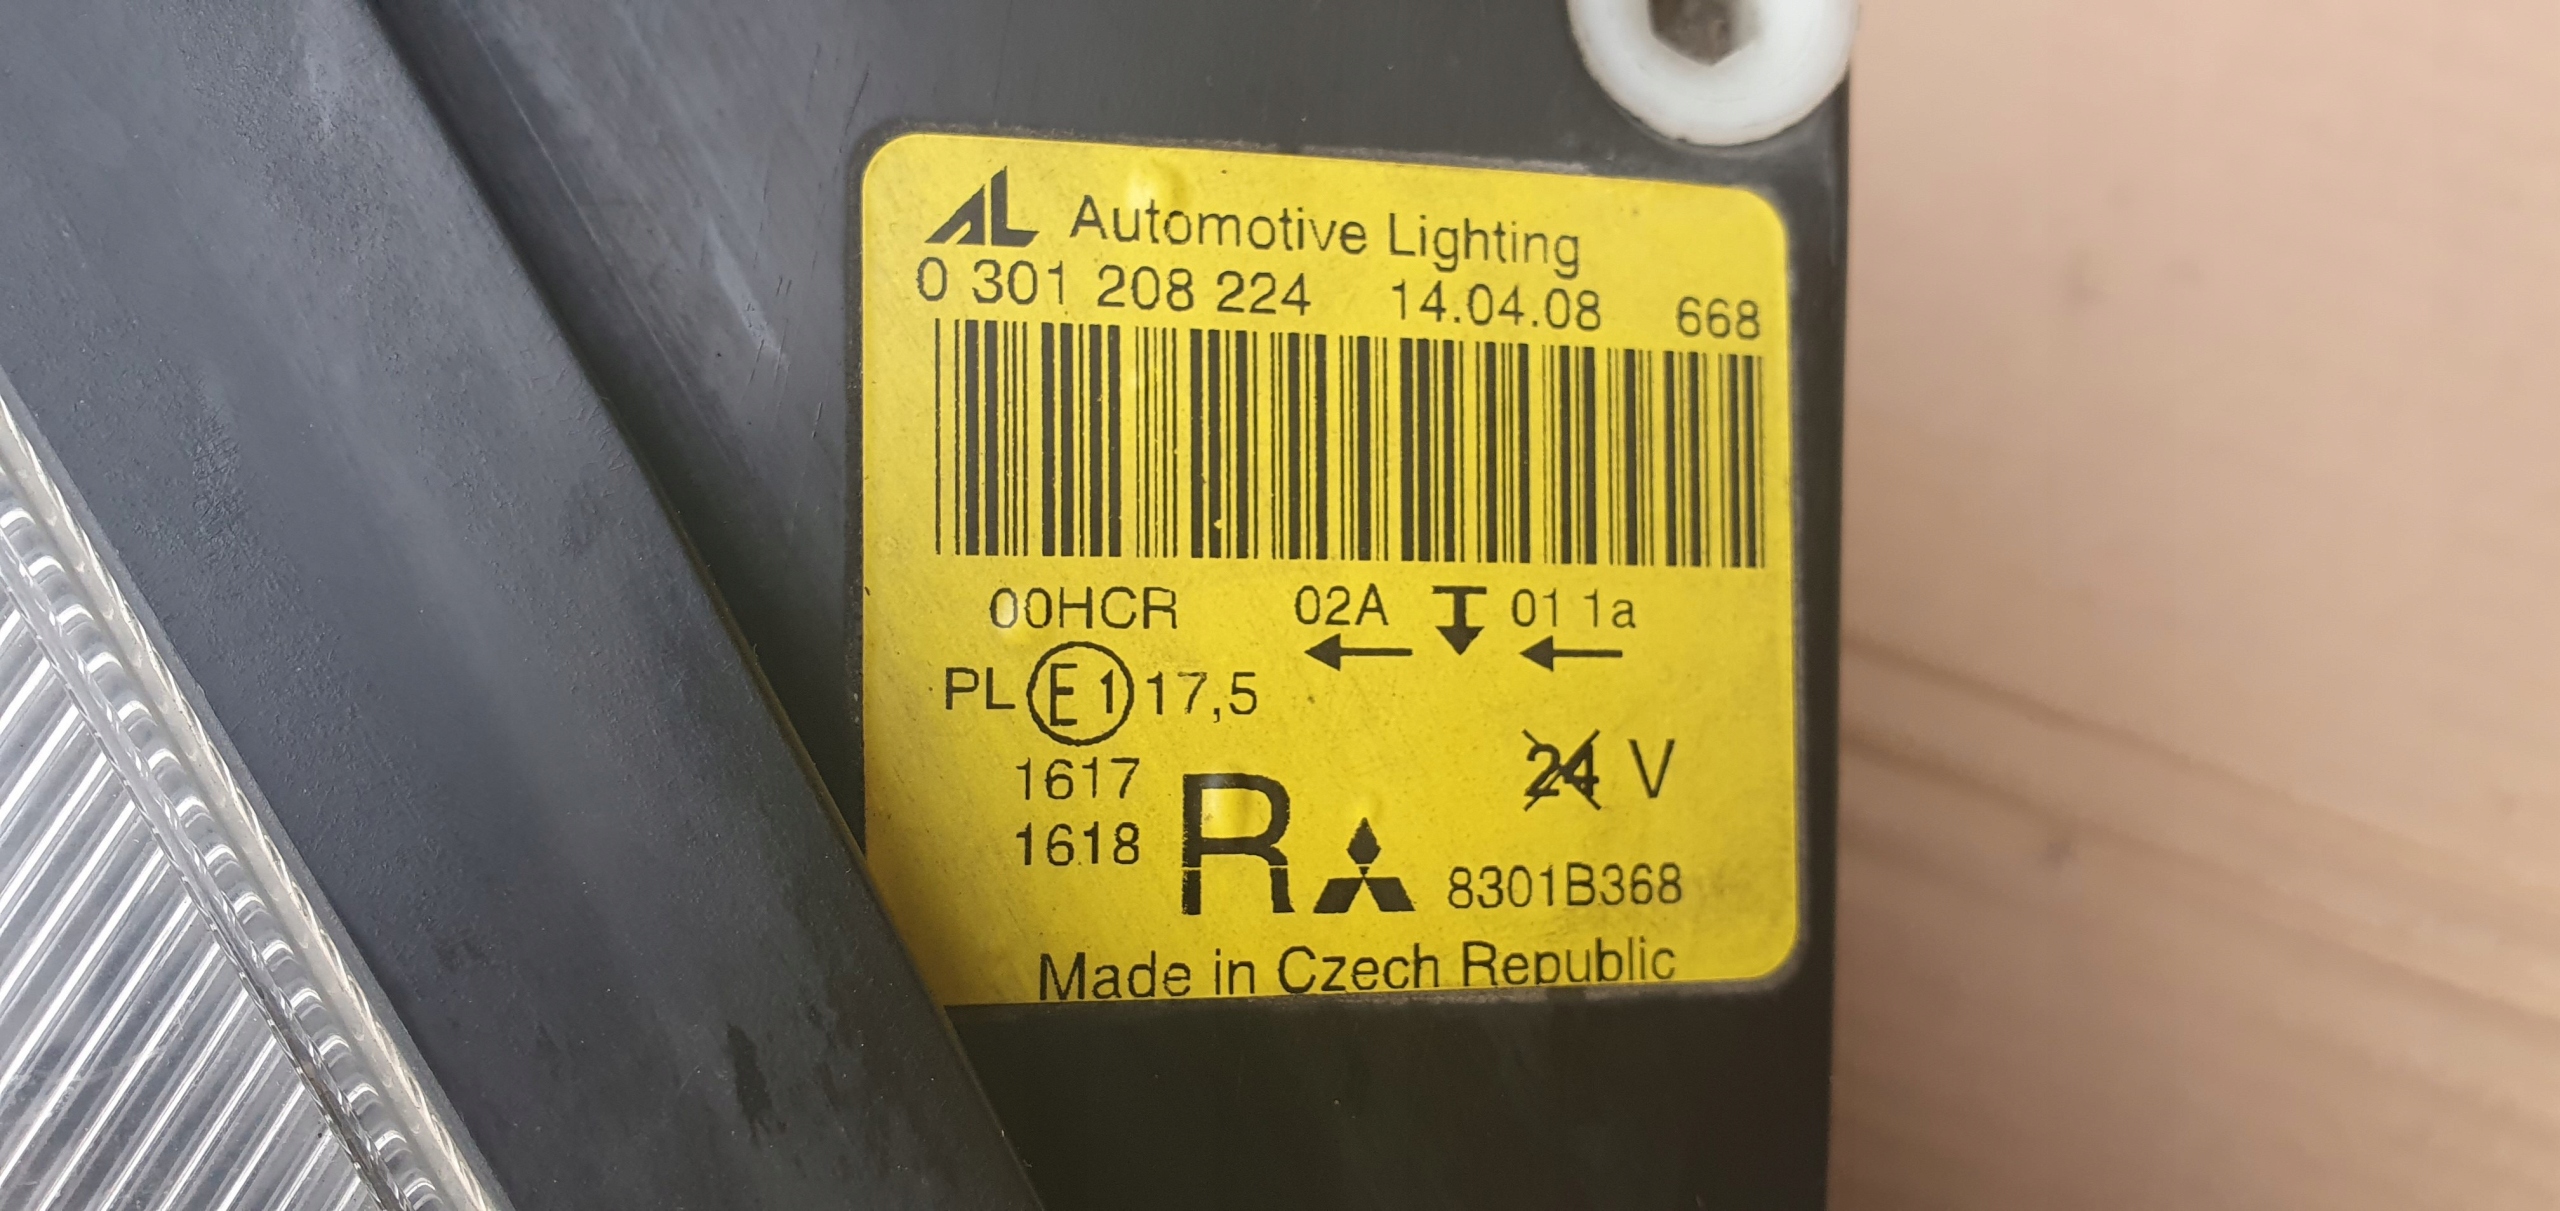 AL Automotive Lighting
0 301 208 224 14.04.08 668
00HCR 02A 01 1a
PL E1 17,5
24 V
1617
1618
R 8301B368
Made in Czech Republic